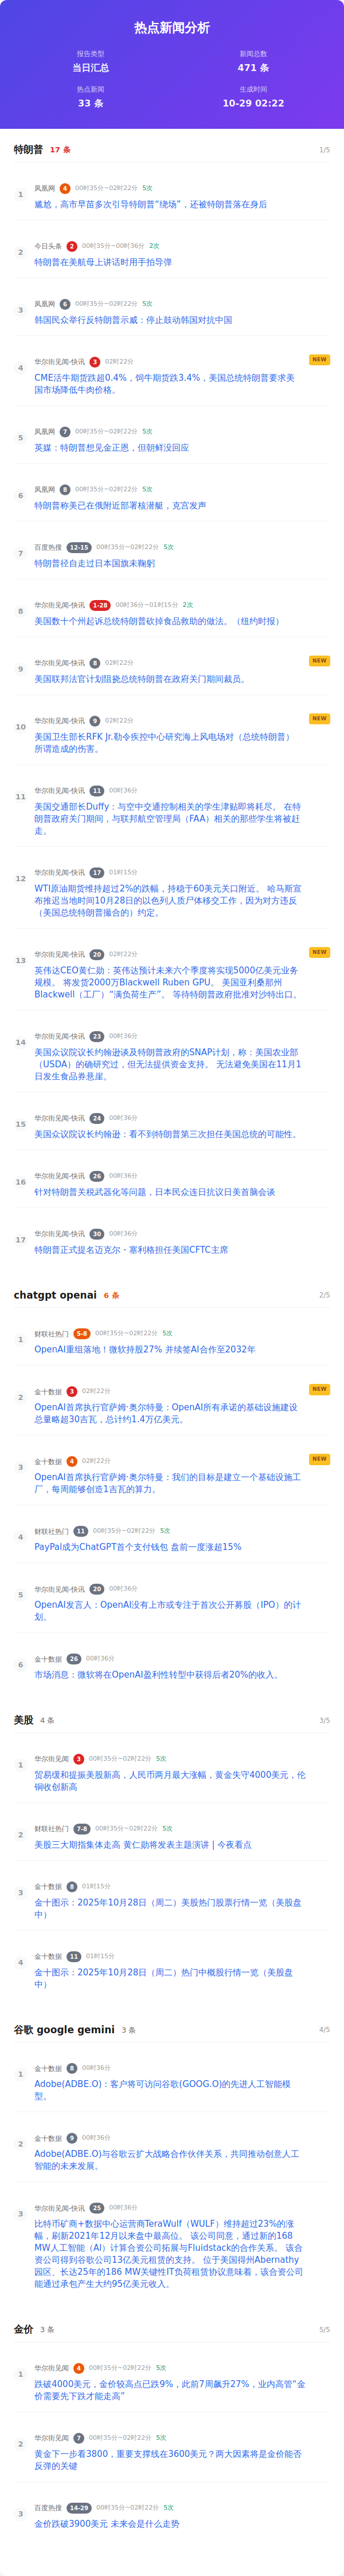 热点新闻分析
报告类型
当日汇总
新闻总数
471 条
热点新闻
33 条
生成时间
10-29 02:22
特朗普 17 条 1/5
1
凤凰网 4 00时35分~02时22分 5次
尴尬，高市早苗多次引导特朗普“绕场”，还被特朗普落在身后
2
今日头条 2 00时35分~00时36分 2次
特朗普在美航母上讲话时用手拍导弹
3
凤凰网 6 00时35分~02时22分 5次
韩国民众举行反特朗普示威：停止鼓动韩国对抗中国
4
华尔街见闻-快讯 3 02时22分
NEW
CME活牛期货跌超0.4%，饲牛期货跌3.4%，美国总统特朗普要求美
国市场降低牛肉价格。
5
凤凰网 7 00时35分~02时22分 5次
英媒：特朗普想见金正恩，但朝鲜没回应
6
凤凰网 8 00时35分~02时22分 5次
特朗普称美已在俄附近部署核潜艇，克宫发声
7
百度热搜 12-15 00时35分~02时22分 5次
特朗普径自走过日本国旗未鞠躬
8
华尔街见闻-快讯 1-28 00时36分~01时15分 2次
美国数十个州起诉总统特朗普砍掉食品救助的做法。（纽约时报）
9
华尔街见闻-快讯 8 02时22分
NEW
美国联邦法官计划阻挠总统特朗普在政府关门期间裁员。
10
华尔街见闻-快讯 9 02时22分
NEW
美国卫生部长RFK Jr.勒令疾控中心研究海上风电场对（总统特朗普）
所谓造成的伤害。
11
华尔街见闻-快讯 11 00时36分
美国交通部长Duffy：与空中交通控制相关的学生津贴即将耗尽。 在特
朗普政府关门期间，与联邦航空管理局（FAA）相关的那些学生将被赶
走。
12
华尔街见闻-快讯 17 01时15分
WTI原油期货维持超过2%的跌幅，持稳于60美元关口附近。 哈马斯宣
布推迟当地时间10月28日的以色列人质尸体移交工作，因为对方违反
（美国总统特朗普撮合的）约定。
13
华尔街见闻-快讯 20 02时22分
NEW
英伟达CEO黄仁勋：英伟达预计未来六个季度将实现5000亿美元业务
规模。 将发货2000万Blackwell Ruben GPU。 美国亚利桑那州
Blackwell（工厂）“满负荷生产”。 等待特朗普政府批准对沙特出口。
14
华尔街见闻-快讯 23 00时36分
美国众议院议长约翰逊谈及特朗普政府的SNAP计划，称：美国农业部
（USDA）的确研究过，但无法提供资金支持。 无法避免美国在11月1
日发生食品券悬崖。
15
华尔街见闻-快讯 24 00时36分
美国众议院议长约翰逊：看不到特朗普第三次担任美国总统的可能性。
16
华尔街见闻-快讯 26 00时36分
针对特朗普关税武器化等问题，日本民众连日抗议日美首脑会谈
17
华尔街见闻-快讯 30 00时36分
特朗普正式提名迈克尔·塞利格担任美国CFTC主席
chatgpt openai 6 条 2/5
1
财联社热门 5-8 00时35分~02时22分 5次
OpenAI重组落地！微软持股27% 并续签AI合作至2032年
2
金十数据 3 02时22分
NEW
OpenAI首席执行官萨姆·奥尔特曼：OpenAI所有承诺的基础设施建设
总量略超30吉瓦，总计约1.4万亿美元。
3
金十数据 4 02时22分
NEW
OpenAI首席执行官萨姆·奥尔特曼：我们的目标是建立一个基础设施工
厂，每周能够创造1吉瓦的算力。
4
财联社热门 11 00时35分~02时22分 5次
PayPal成为ChatGPT首个支付钱包 盘前一度涨超15%
5
华尔街见闻-快讯 20 00时36分
OpenAI发言人：OpenAI没有上市或专注于首次公开募股（IPO）的计
划。
6
金十数据 26 00时36分
市场消息：微软将在OpenAI盈利性转型中获得后者20%的收入。
美股 4 条 3/5
1
华尔街见闻 3 00时35分~02时22分 5次
贸易缓和提振美股新高，人民币两月最大涨幅，黄金失守4000美元，伦
铜收创新高
2
财联社热门 7-8 00时35分~02时22分 5次
美股三大期指集体走高 黄仁勋将发表主题演讲 | 今夜看点
3
金十数据 8 01时15分
金十图示：2025年10月28日（周二）美股热门股票行情一览（美股盘
中）
4
金十数据 11 01时15分
金十图示：2025年10月28日（周二）热门中概股行情一览（美股盘
中）
谷歌 google gemini 3 条 4/5
1
金十数据 8 00时36分
Adobe(ADBE.O)：客户将可访问谷歌(GOOG.O)的先进人工智能模
型。
2
金十数据 9 00时36分
Adobe(ADBE.O)与谷歌云扩大战略合作伙伴关系，共同推动创意人工
智能的未来发展。
3
华尔街见闻-快讯 25 00时36分
比特币矿商+数据中心运营商TeraWulf（WULF）维持超过23%的涨
幅，刷新2021年12月以来盘中最高位。 该公司同意，通过新的168
MW人工智能（AI）计算合资公司拓展与Fluidstack的合作关系。 该合
资公司得到谷歌公司13亿美元租赁的支持。 位于美国得州Abernathy
园区、长达25年的186 MW关键性IT负荷租赁协议意味着，该合资公司
能通过承包产生大约95亿美元收入。
金价 3 条 5/5
1
华尔街见闻 4 00时35分~02时22分 5次
跌破4000美元，金价较高点已跌9%，此前7周飙升27%，业内高管“金
价需要先下跌才能走高”
2
华尔街见闻 7 00时35分~02时22分 5次
黄金下一步看3800，重要支撑线在3600美元？两大因素将是金价能否
反弹的关键
3
百度热搜 14-29 00时35分~02时22分 5次
金价跌破3900美元 未来会是什么走势